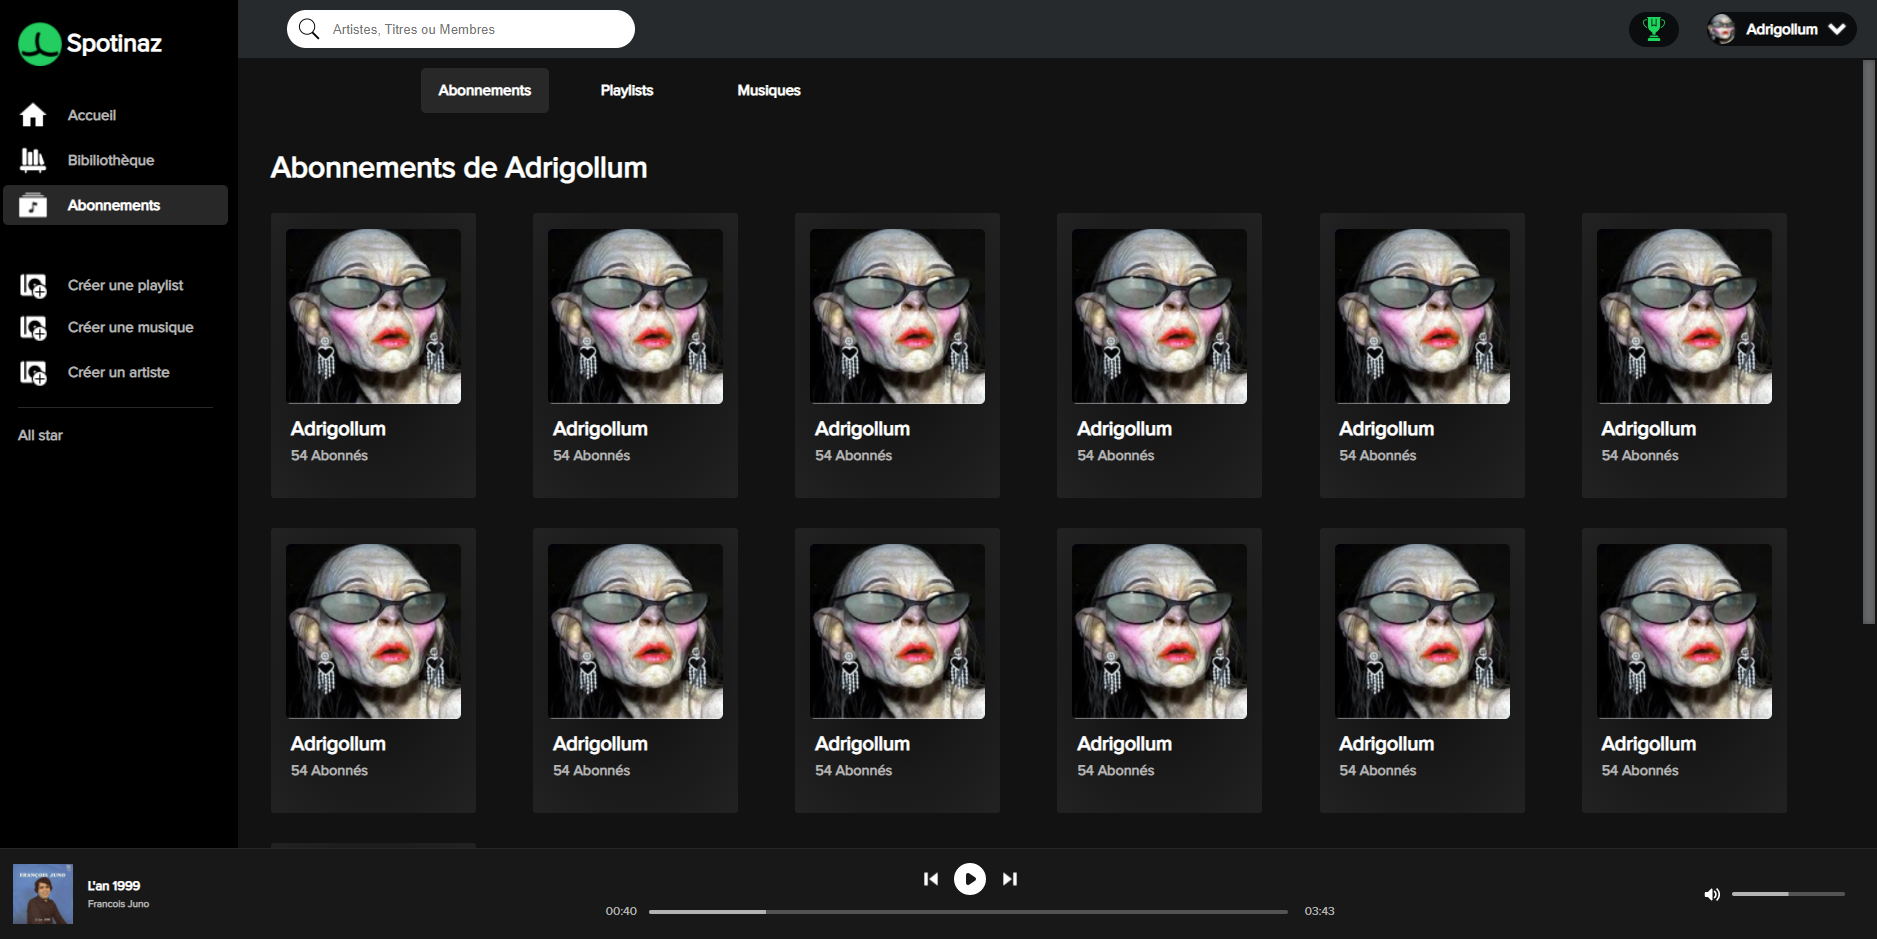 Spotinaz
Artistes, Titres ou Membres
Adrigollum
Accueil
Bibiliothèque
Abonnements
Créer une playlist
Créer une musique
Créer un artiste
All star
Abonnements Playlists Musiques
Abonnements de Adrigollum
Adrigollum Adrigollum Adrigollum Adrigollum Adrigollum Adrigollum
54 Abonnés 54 Abonnés 54 Abonnés 54 Abonnés 54 Abonnés 54 Abonnés
Adrigollum Adrigollum Adrigollum Adrigollum Adrigollum Adrigollum
54 Abonnés 54 Abonnés 54 Abonnés 54 Abonnés 54 Abonnés 54 Abonnés
FRANÇOIS JUNO
L'an 1999
Francois Juno
00:40 03:43